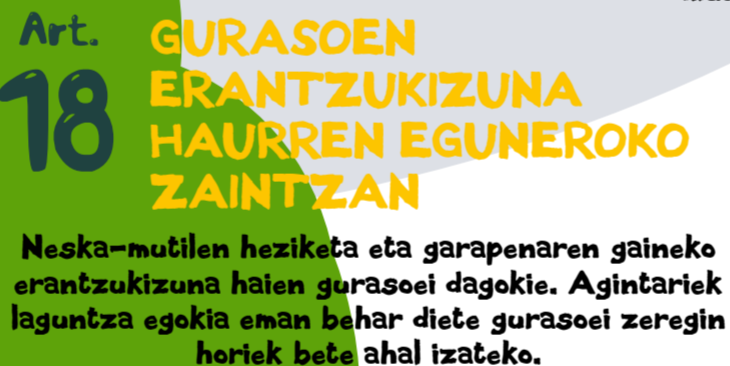 Art.
18
GURASOEN
ERANTZUKIZUNA
HAURREN EGUNEROKO
ZAINTZAN
Neska-mutilen heziketa eta garapenaren gaineko
erantzukizuna haien gurasoei dagokie. Agintariek
laguntza egokia eman behar diete gurasoei zeregin
horiek bete ahal izateko.